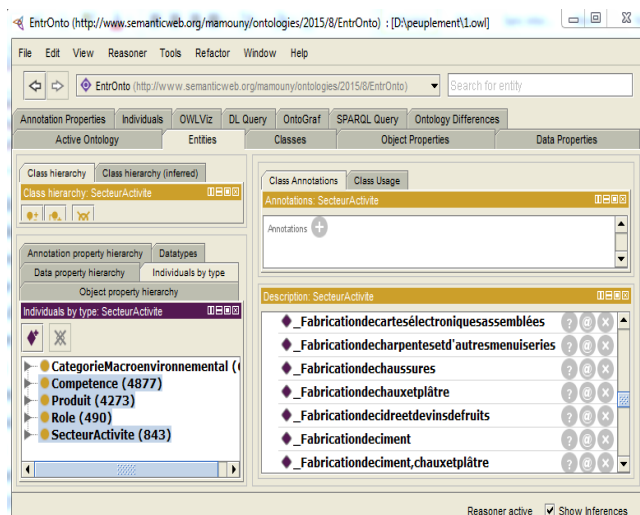 EntrOnto (http://www.semanticweb.org/mamouny/ontologies/2015/8/EntrOnto) : [D:\peuplement\1.owl]
File Edit View Reasoner Tools Refactor Window Help
EntrOnto (http://www.semanticweb.org/mamouny/ontologies/2015/8/EntrOnto) Search for entity
Annotation Properties Individuals OWLViz DL Query OntoGraf SPARQL Query Ontology Differences
Active Ontology Entities Classes Object Properties Data Properties
Class hierarchy Class hierarchy (inferred)
Class hierarchy: SecteurActivite
Annotation property hierarchy Datatypes
Data property hierarchy Individuals by type
Object property hierarchy
Individuals by type: SecteurActivite
CategorieMacroenvironnemental (
Competence (4877)
Produit (4273)
Role (490)
SecteurActivite (843)
Class Annotations Class Usage
Annotations: SecteurActivite
Annotations
Description: SecteurActivite
_Fabricationdecartesélectroniquesassemblées
_Fabricationdecharpentesetd'autresmenuiseries
_Fabricationdechaussures
_Fabricationdechauxetplâtre
_Fabricationdecidreetdevinsdefruits
_Fabricationdeciment
_Fabricationdeciment,chauxetplâtre
Reasoner active Show Inferences